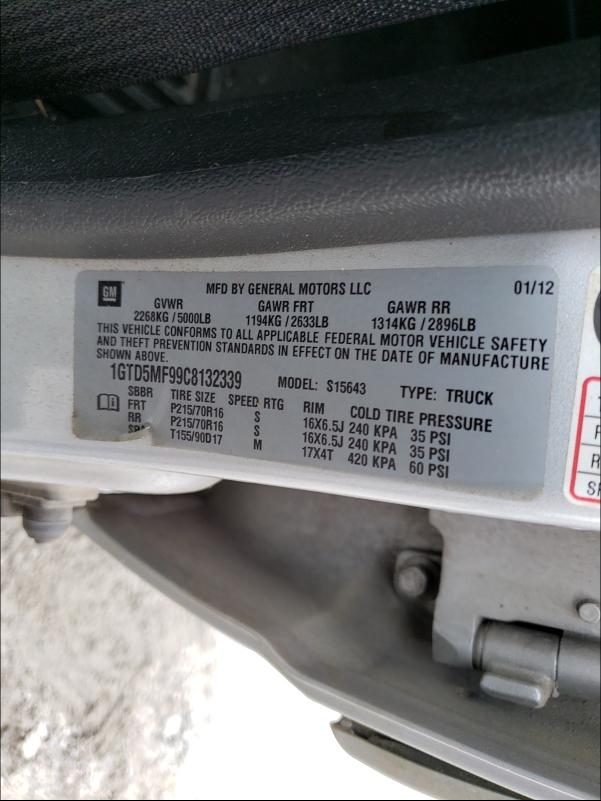 GM
MFD BY GENERAL MOTORS LLC 01/12
GVWR GAWR FRT GAWR RR
2268KG / 5000LB 1194KG / 2633LB 1314KG / 2896LB
THIS VEHICLE CONFORMS TO ALL APPLICABLE FEDERAL MOTOR VEHICLE SAFETY
AND THEFT PREVENTION STANDARDS IN EFFECT ON THE DATE OF MANUFACTURE
SHOWN ABOVE.
1GTD5MF99C8132339 MODEL: S15643 TYPE: TRUCK
SBBR TIRE SIZE SPEED RTG RIM COLD TIRE PRESSURE
FRT P215/70R16 S 16X6.5J 240 KPA 35 PSI
RR P215/70R16 S 16X6.5J 240 KPA 35 PSI
T155/90D17 M 17X4T 420 KPA 60 PSI